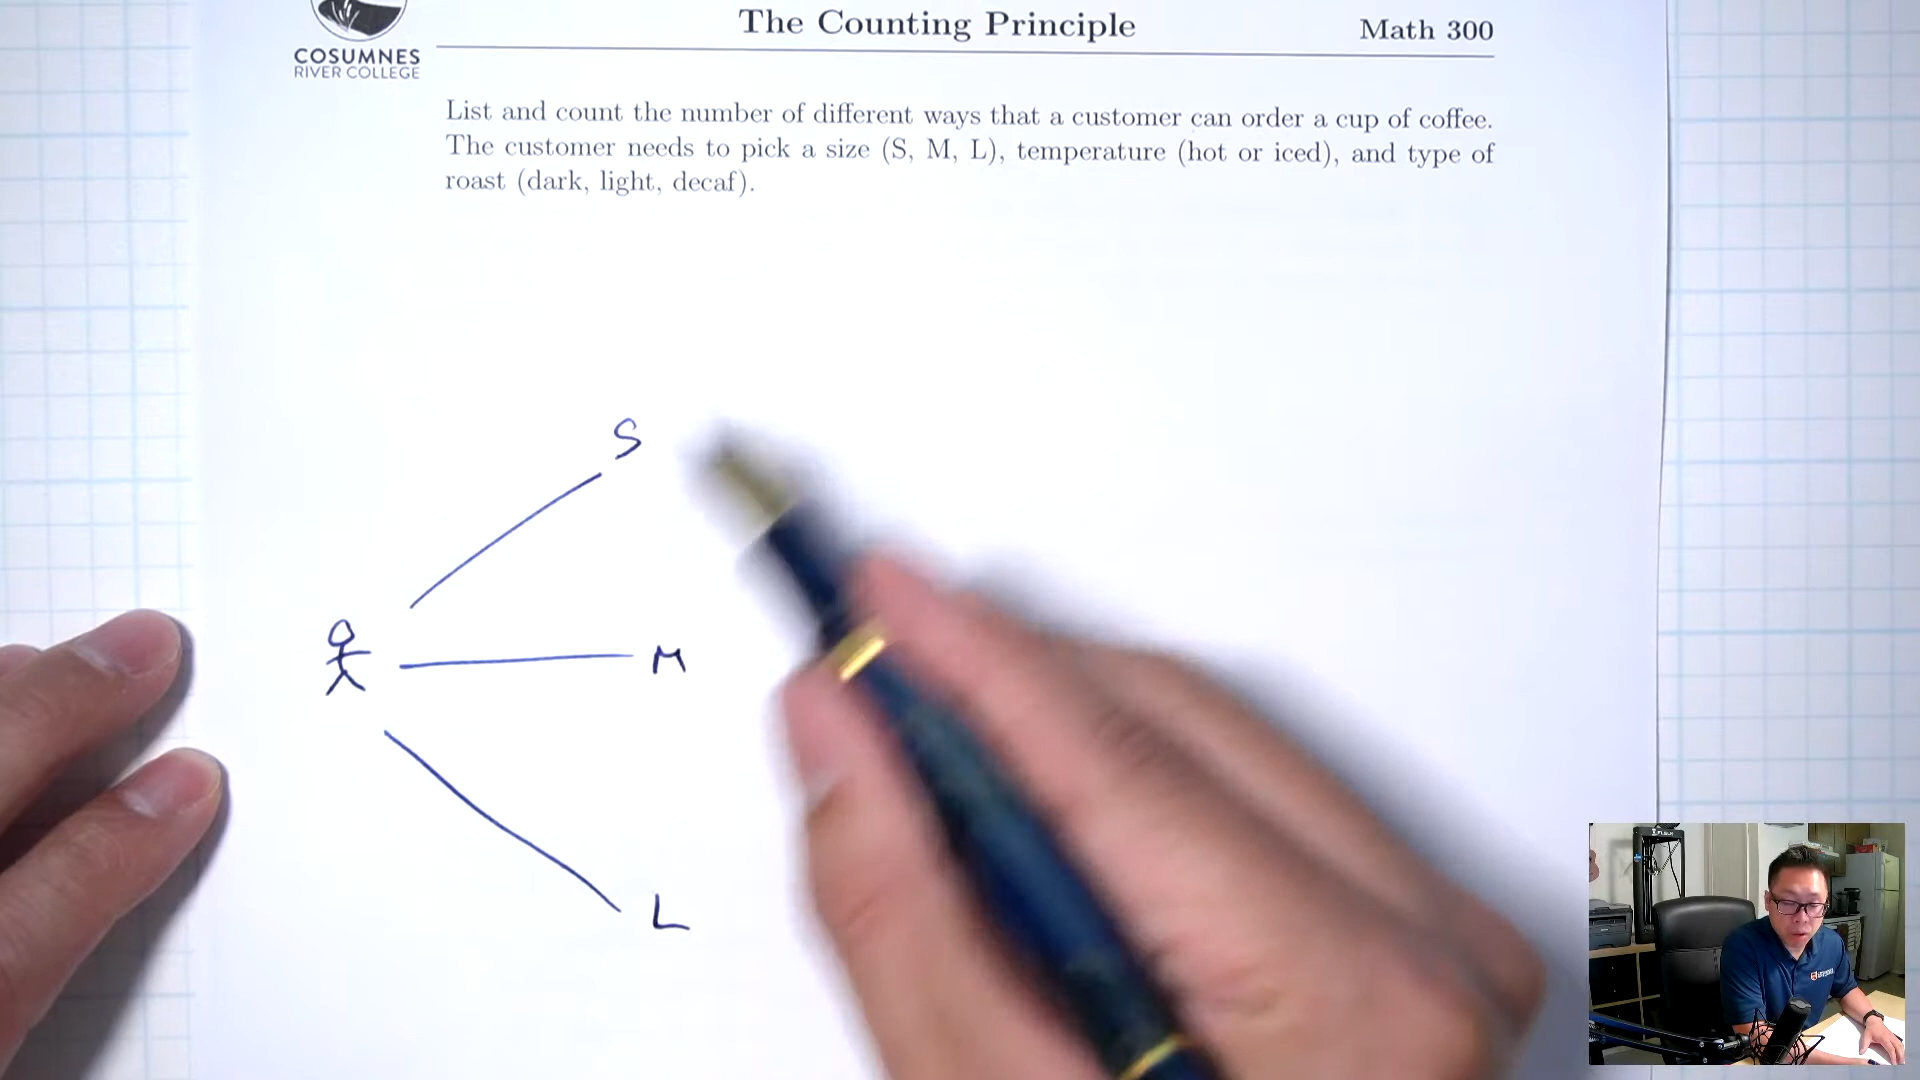 COSUMNES
RIVER COLLEGE
The Counting Principle
Math 300
List and count the number of different ways that a customer can order a cup of coffee.
The customer needs to pick a size (S, M, L), temperature (hot or iced), and type of
roast (dark, light, decaf).
S
M
L